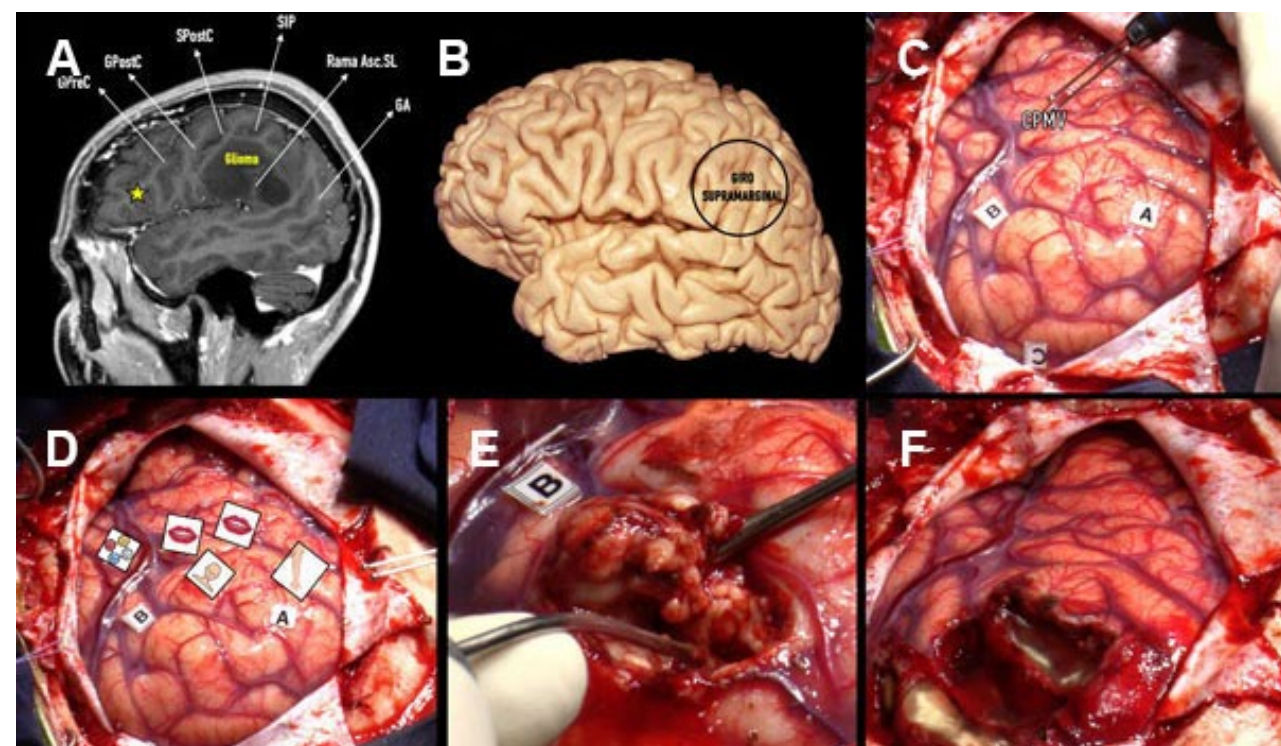 A
SIP
SPostC
GPostC
GPreC
Rama Asc.SL
GA
Glioma
B
GIRO
SUPRAMARGINAL
C
CPMV
B
A
C
D
B
A
E
B
F